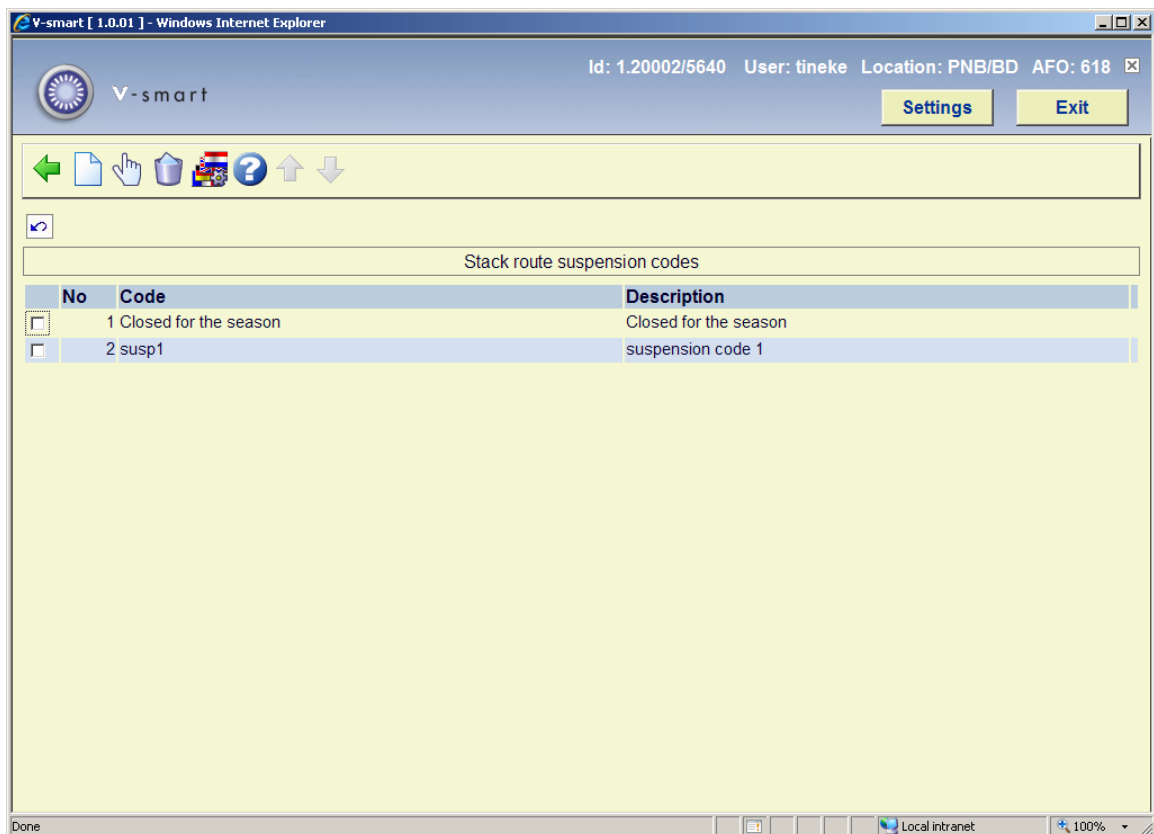 V-smart [ 1.0.01 ] - Windows Internet Explorer
Id: 1.20002/5640 User: tineke Location: PNB/BD AFO: 618
V-smart
Settings Exit
Stack route suspension codes
No Code Description
1 Closed for the season Closed for the season
2 susp1 suspension code 1
Done Local intranet 100%